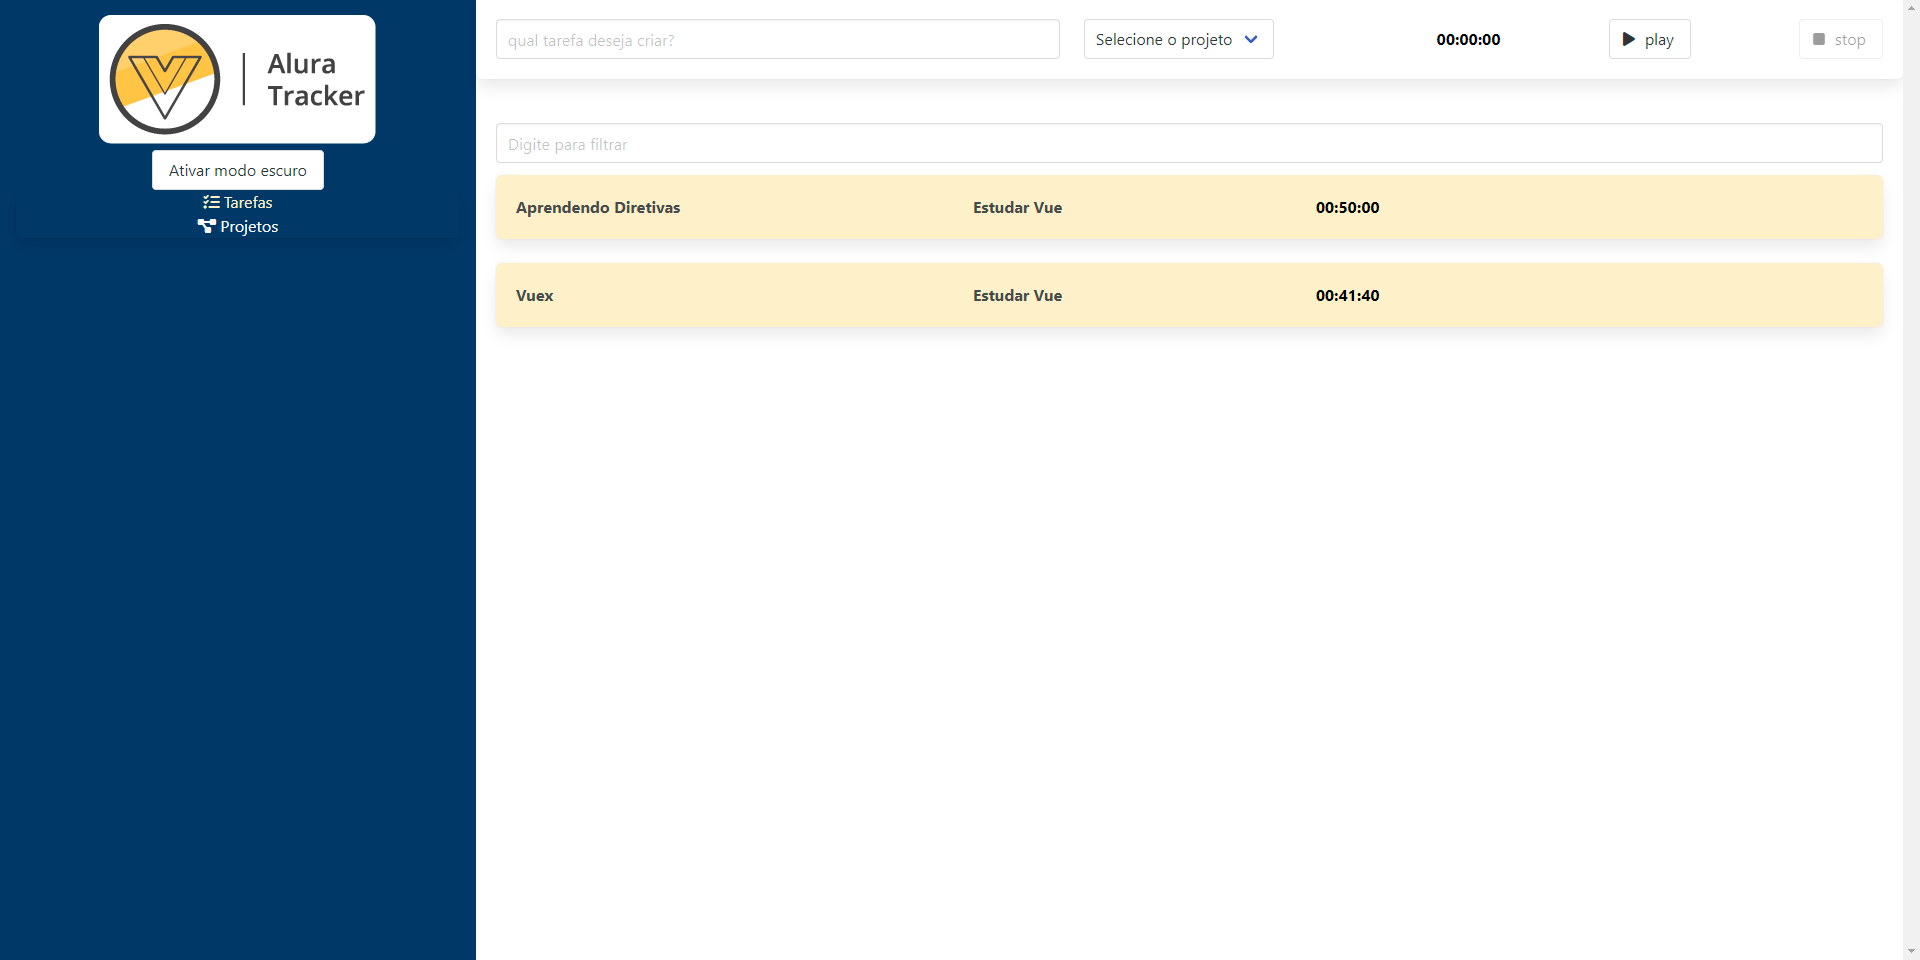 Alura
Tracker
Ativar modo escuro
Tarefas
Projetos
qual tarefa deseja criar?
Selecione o projeto
00:00:00
play
stop
Digite para filtrar
Aprendendo Diretivas
Estudar Vue
00:50:00
Vuex
Estudar Vue
00:41:40